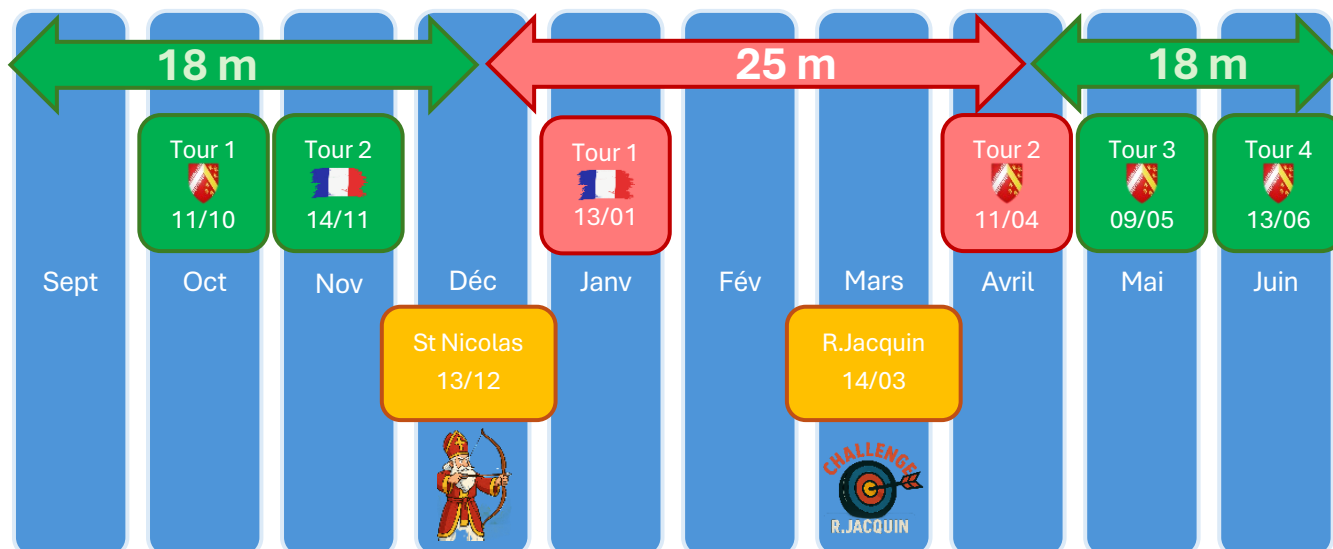 18 m
25 m
18 m
Tour 1
11/10
Tour 2
14/11
Tour 1
13/01
Tour 2
11/04
Tour 3
09/05
Tour 4
13/06
Sept
Oct
Nov
Déc
Janv
Fév
Mars
Avril
Mai
Juin
St Nicolas
13/12
R.Jacquin
14/03
CHALLENGE
R.JACQUIN